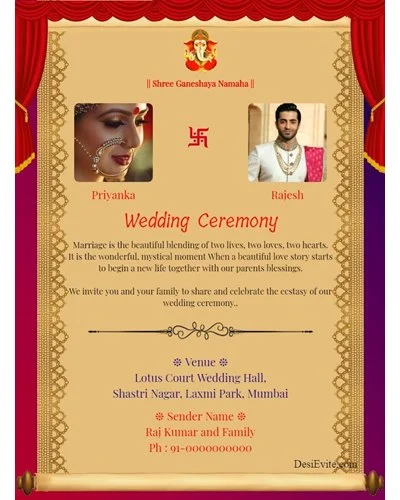 || Shree Ganeshaya Namaha ||
Priyanka
Rajesh
Wedding Ceremony
Marriage is the beautiful blending of two lives, two loves, two hearts.
It is the wonderful, mystical moment When a beautiful love story starts
to begin a new life together with our parents blessings.
We invite you and your family to share and celebrate the ecstasy of our
wedding ceremony..
❊ Venue ❊
Lotus Court Wedding Hall,
Shastri Nagar, Laxmi Park, Mumbai
❊ Sender Name ❊
Raj Kumar and Family
Ph : 91-0000000000
DesiEvite.com